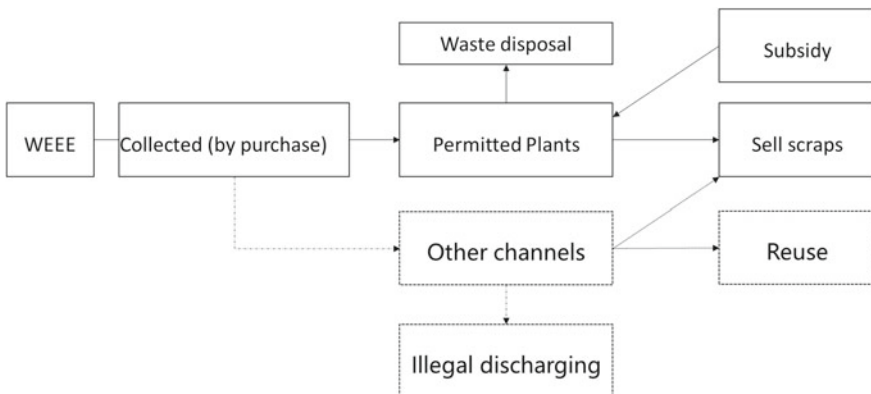 Waste disposal
Subsidy
WEEE
Collected (by purchase)
Permitted Plants
Sell scraps
Other channels
Reuse
Illegal discharging